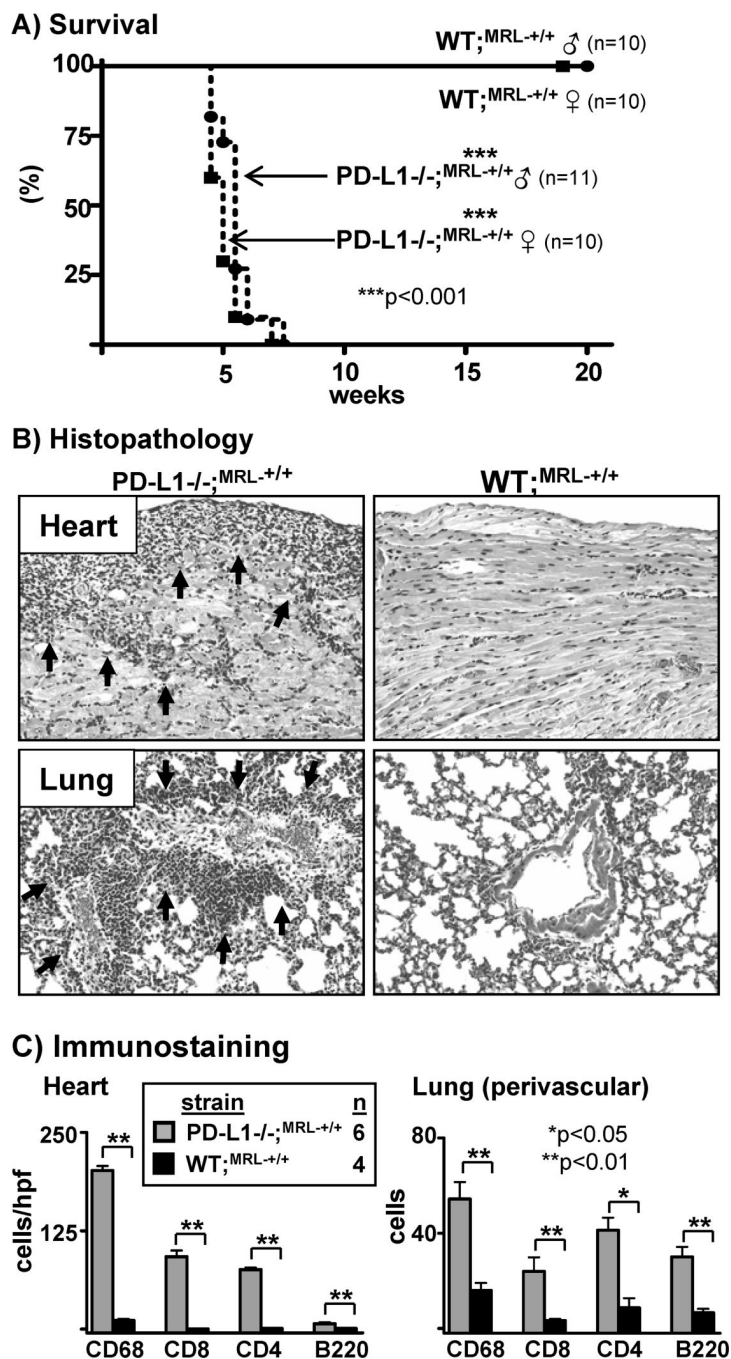 A) Survival
WT;MRL-+/+ ♂ (n=10)
100
WT;MRL-+/+ ♀ (n=10)
75
***
PD-L1-/-;MRL-+/+♂ (n=11)
(%)
50
***
PD-L1-/-;MRL-+/+ ♀ (n=10)
25
***p<0.001
5 10 15 20
weeks
B) Histopathology
PD-L1-/-;MRL-+/+ WT;MRL-+/+
Heart
Lung
C) Immunostaining
Heart
strain n
PD-L1-/-;MRL-+/+ 6
WT;MRL-+/+ 4
250
125
cells/hpf
** ** ** **
CD68 CD8 CD4 B220
Lung (perivascular)
*p<0.05
**p<0.01
80
40
cells
** ** * **
CD68 CD8 CD4 B220